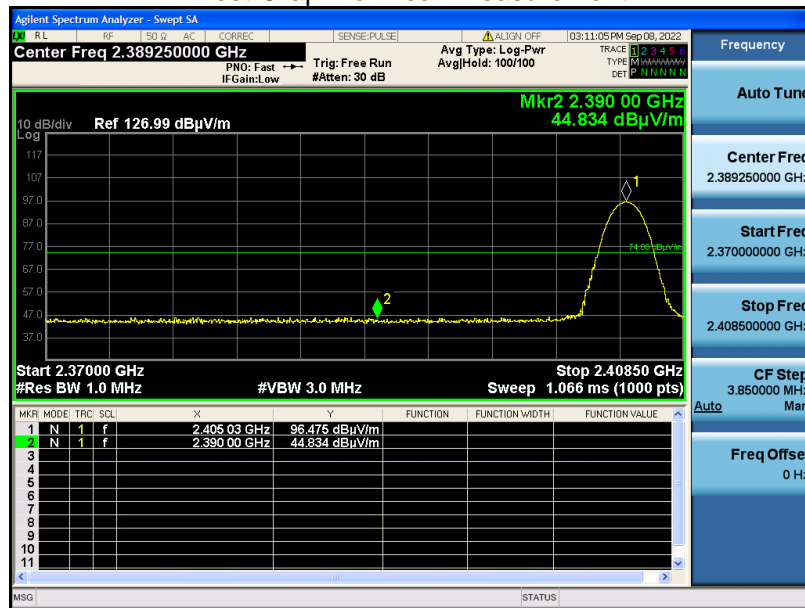 Agilent Spectrum Analyzer - Swept SA
LXI RL RF 50 Ω AC CORREC SENSE:PULSE ALIGN OFF 03:11:05 PM Sep 08, 2022
Center Freq 2.389250000 GHz
PNO: Fast
IFGain:Low
Trig: Free Run
#Atten: 30 dB
Avg Type: Log-Pwr
Avg|Hold: 100/100
TRACE 1 2 3 4 5 6
TYPE M W W W W W
DET P N N N N N
Mkr2 2.390 00 GHz
44.834 dBµV/m
10 dB/div Ref 126.99 dBµV/m
Log
117
107
97.0
87.0
77.0
67.0
57.0
47.0
37.0
1
74.00 dBµV/m
2
Start 2.37000 GHz Stop 2.40850 GHz
#Res BW 1.0 MHz #VBW 3.0 MHz Sweep 1.066 ms (1000 pts)
MKR MODE TRC SCL X Y FUNCTION FUNCTION WIDTH FUNCTION VALUE
1 N 1 f 2.405 03 GHz 96.475 dBµV/m
2 N 1 f 2.390 00 GHz 44.834 dBµV/m
3
4
5
6
7
8
9
10
11
MSG STATUS
Frequency
Auto Tune
Center Freq
2.389250000 GHz
Start Freq
2.370000000 GHz
Stop Freq
2.408500000 GHz
CF Step
3.850000 MHz
Auto Man
Freq Offset
0 Hz